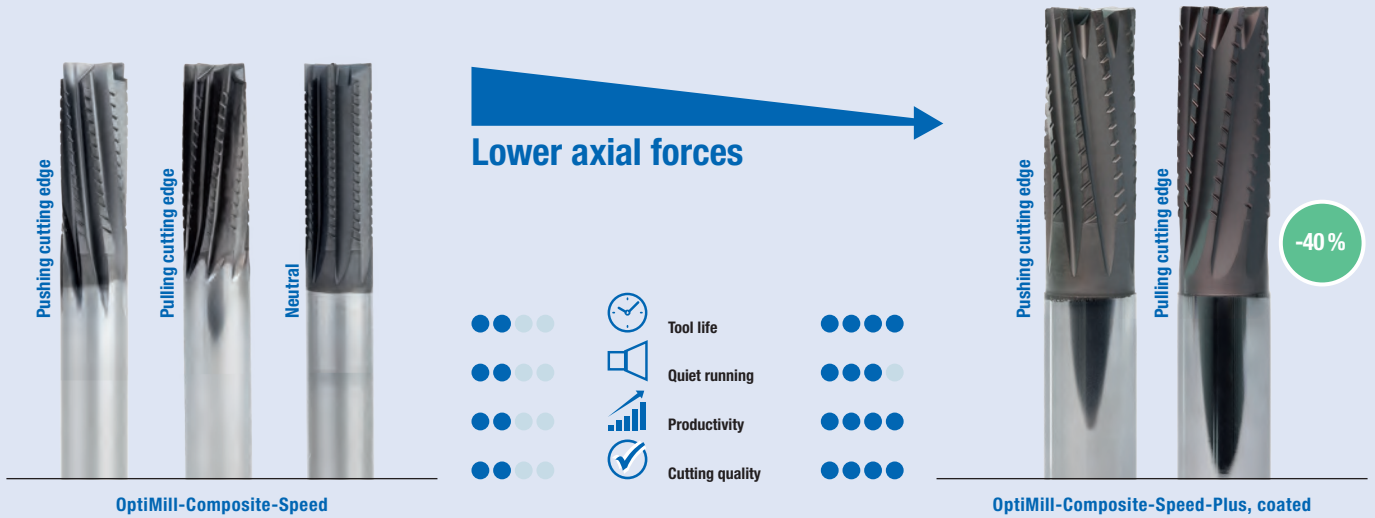 Pushing cutting edge
Pulling cutting edge
Neutral
Lower axial forces
Tool life
Quiet running
Productivity
Cutting quality
Pushing cutting edge
Pulling cutting edge
-40 %
OptiMill-Composite-Speed
OptiMill-Composite-Speed-Plus, coated